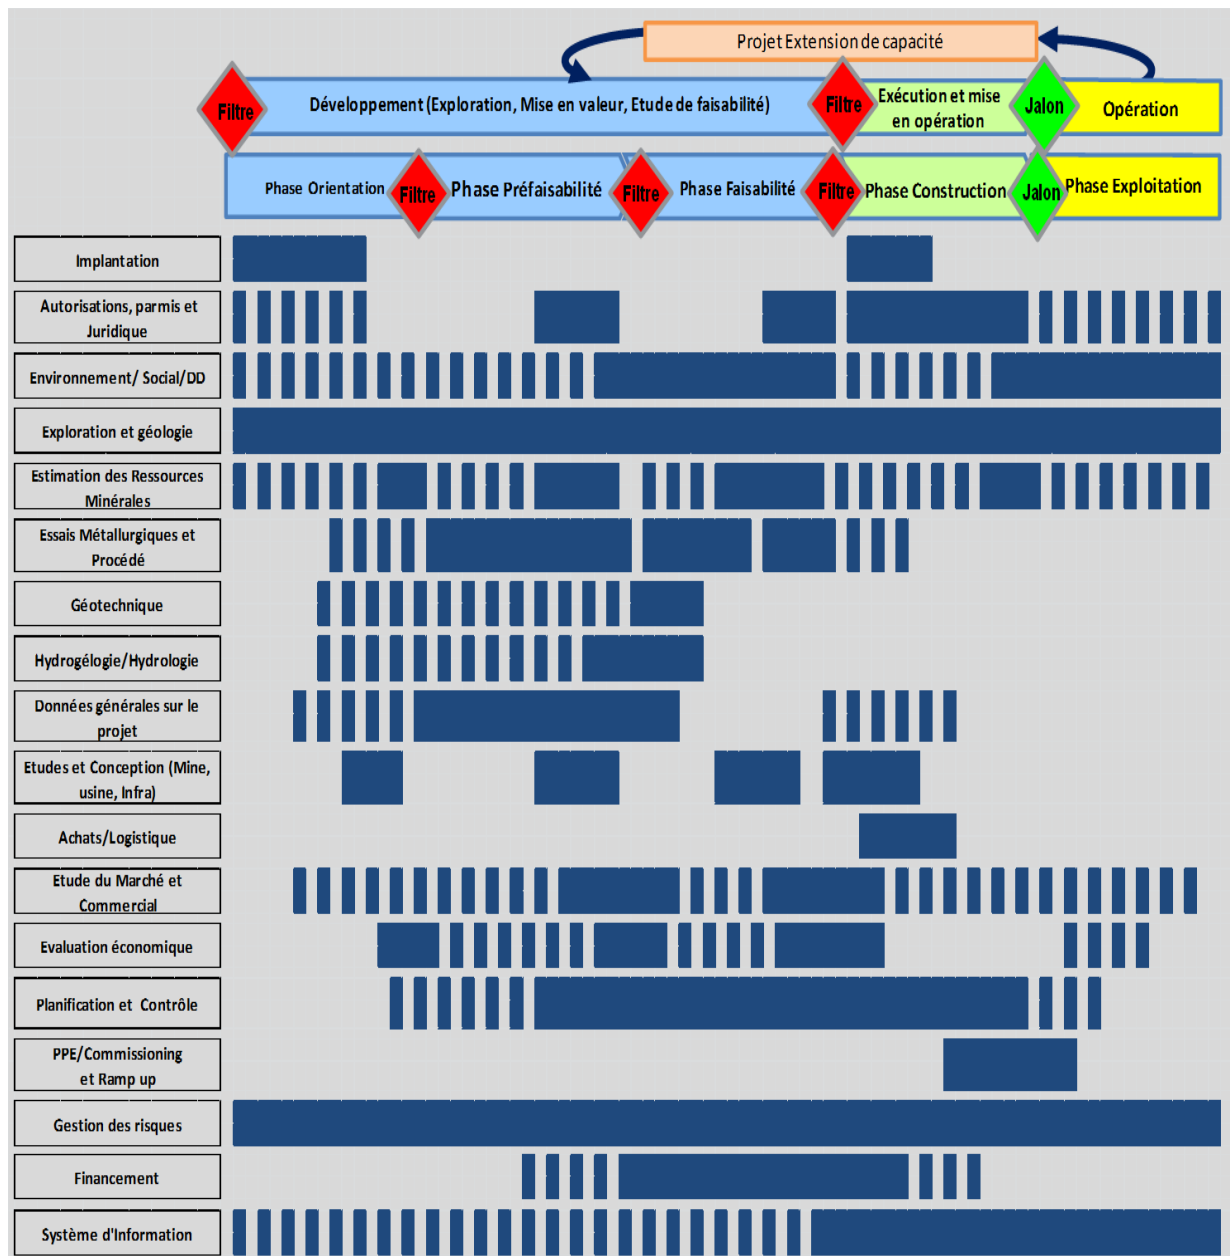 Projet Extension de capacité
Filtre
Développement (Exploration, Mise en valeur, Etude de faisabilité)
Filtre
Exécution et mise
en opération
Jalon
Opération
Phase Orientation
Filtre
Phase Préfaisabilité
Filtre
Phase Faisabilité
Filtre
Phase Construction
Jalon
Phase Exploitation
Implantation
Autorisations, parmis et
Juridique
Environnement/ Social/DD
Exploration et géologie
Estimation des Ressources
Minérales
Essais Métallurgiques et
Procédé
Géotechnique
Hydrogélogie/Hydrologie
Données générales sur le
projet
Etudes et Conception (Mine,
usine, Infra)
Achats/Logistique
Etude du Marché et
Commercial
Evaluation économique
Planification et Contrôle
PPE/Commissioning
et Ramp up
Gestion des risques
Financement
Système d'Information